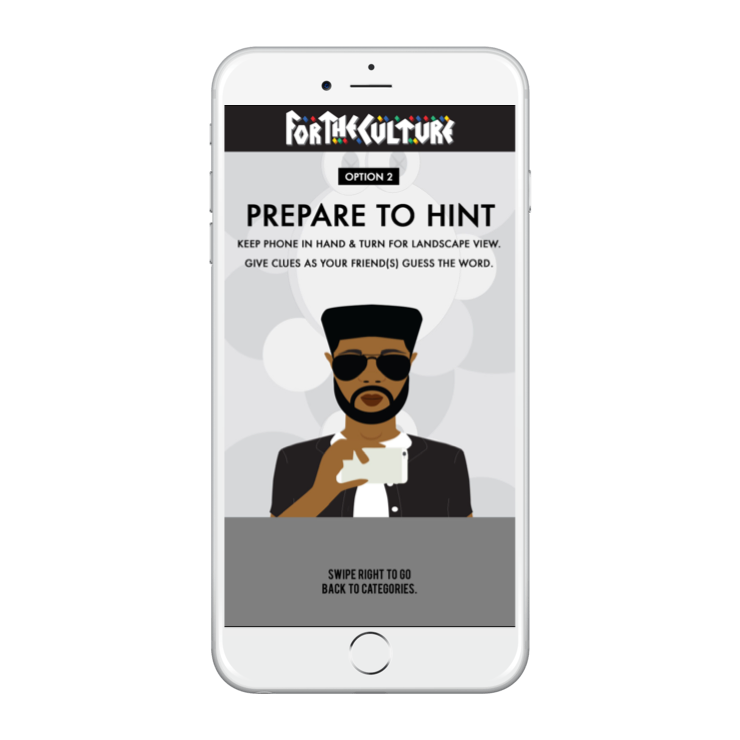 FORTHECULTURE
OPTION 2
PREPARE TO HINT
KEEP PHONE IN HAND & TURN FOR LANDSCAPE VIEW.
GIVE CLUES AS YOUR FRIEND(S) GUESS THE WORD.
SWIPE RIGHT TO GO
BACK TO CATEGORIES.